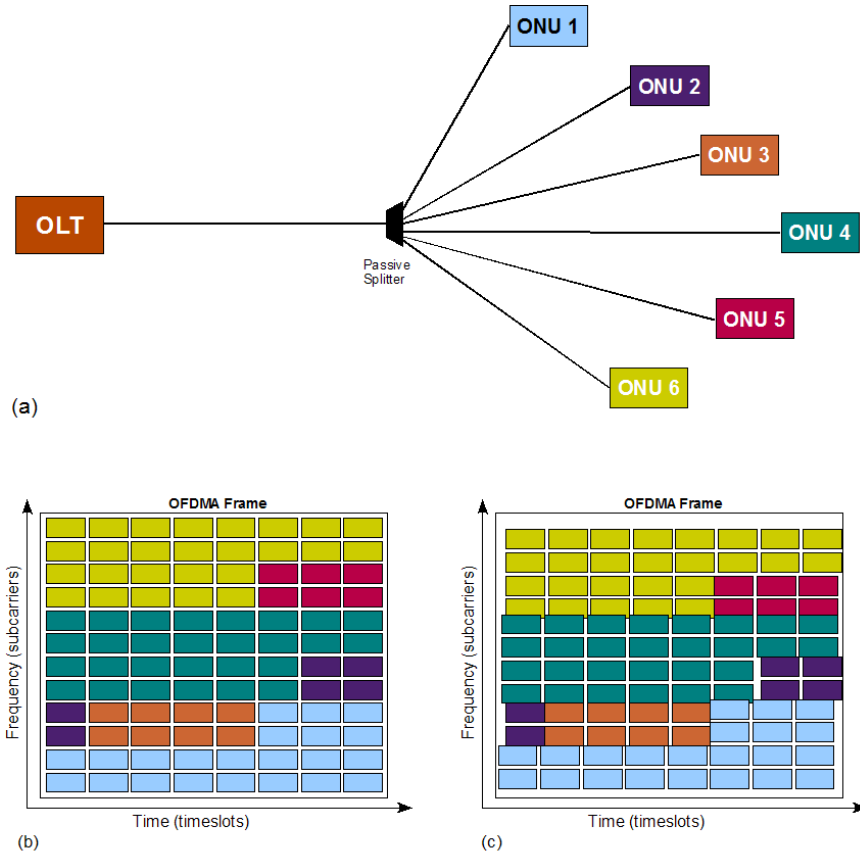 ONU 1
ONU 2
ONU 3
OLT
ONU 4
Passive
Splitter
ONU 5
ONU 6
(a)
OFDMA Frame
Frequency (subcarriers)
Time (timeslots)
(b)
OFDMA Frame
Frequency (subcarriers)
Time (timeslots)
(c)